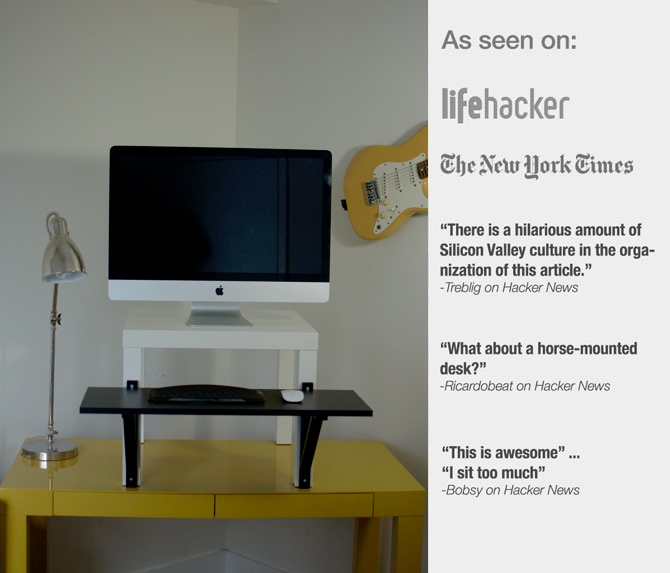 As seen on:
lifehacker
The New York Times
“There is a hilarious amount of
Silicon Valley culture in the orga-
nization of this article.”
-Treblig on Hacker News
“What about a horse-mounted
desk?”
-Ricardobeat on Hacker News
“This is awesome” ...
“I sit too much”
-Bobsy on Hacker News